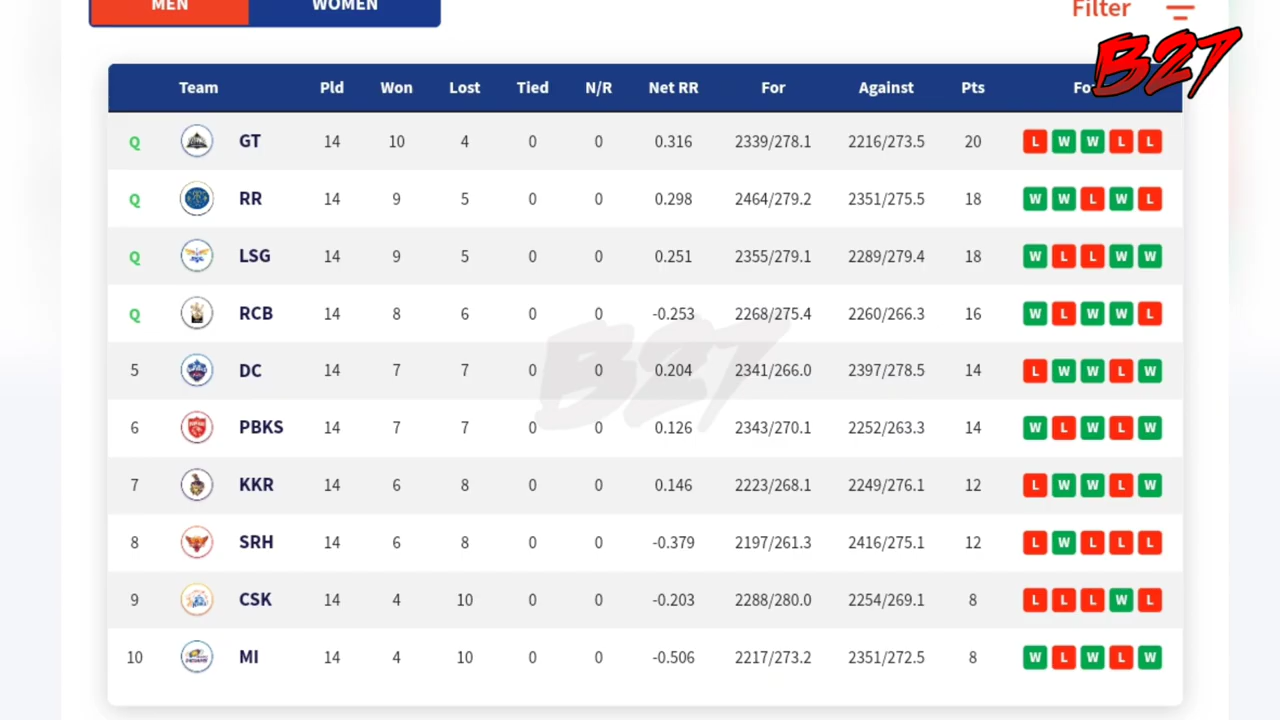 MEN WOMEN Filter
B27
Team Pld Won Lost Tied N/R Net RR For Against Pts
Q GT 14 10 4 0 0 0.316 2339/278.1 2216/273.5 20 L W W L L
Q RR 14 9 5 0 0 0.298 2464/279.2 2351/275.5 18 W W L W L
Q LSG 14 9 5 0 0 0.251 2355/279.1 2289/279.4 18 W L L W W
Q RCB 14 8 6 0 0 -0.253 2268/275.4 2260/266.3 16 W L W W L
B27
5 DC 14 7 7 0 0 0.204 2341/266.0 2397/278.5 14 L W W L W
6 PBKS 14 7 7 0 0 0.126 2343/270.1 2252/263.3 14 W L W L W
7 KKR 14 6 8 0 0 0.146 2223/268.1 2249/276.1 12 L W W L W
8 SRH 14 6 8 0 0 -0.379 2197/261.3 2416/275.1 12 L W L L L
9 CSK 14 4 10 0 0 -0.203 2288/280.0 2254/269.1 8 L L L W L
10 MI 14 4 10 0 0 -0.506 2217/273.2 2351/272.5 8 W L W L W